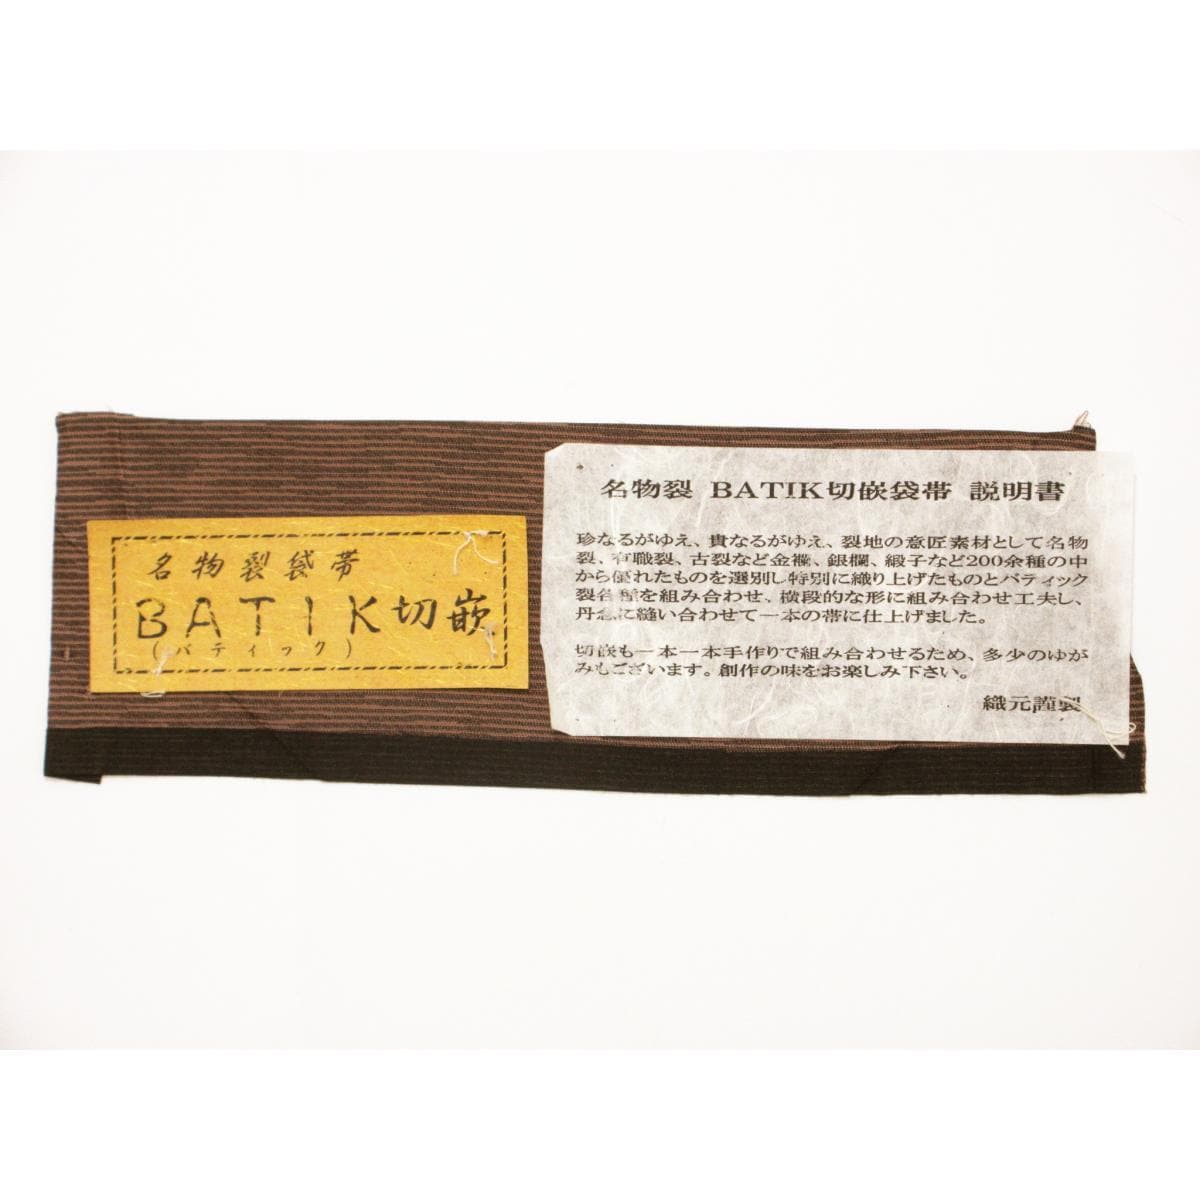 名物裂袋帯
BATIK切嵌
(バティック)
名物裂 BATIK切嵌袋帯 説明書
珍なるがゆえ、貴なるがゆえ、裂地の意匠素材として名物
裂、有職裂、古裂など金襴、銀欄、緞子など200余種の中
から優れたものを選別し特別に織り上げたものとバティック
裂各種を組み合わせ、横段的な形に組み合わせ工夫し、
丹念に縫い合わせて一本の帯に仕上げました。
切嵌も一本一本手作りで組み合わせるため、多少のゆが
みもございます。創作の味をお楽しみ下さい。
織元謹製